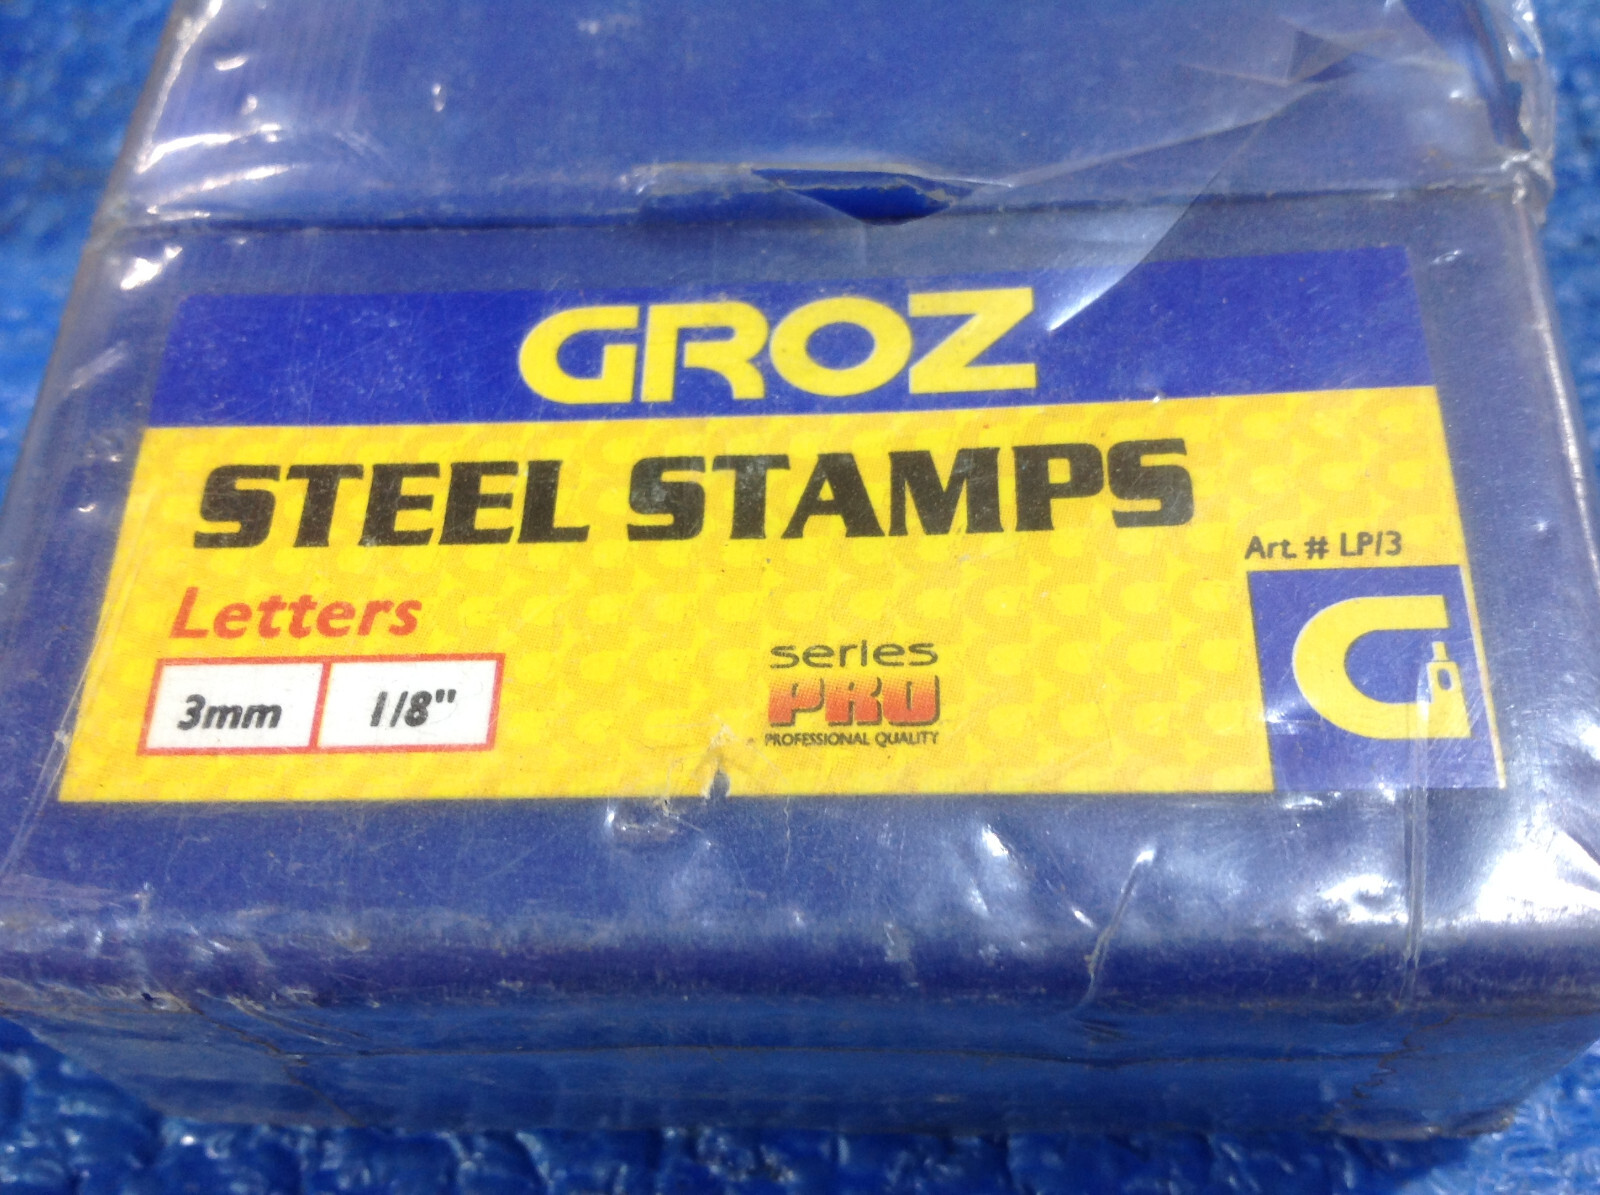 GROZ
STEEL STAMPS
Art. # LP/3
Letters
3mm 1/8"
series
PRO
PROFESSIONAL QUALITY
G